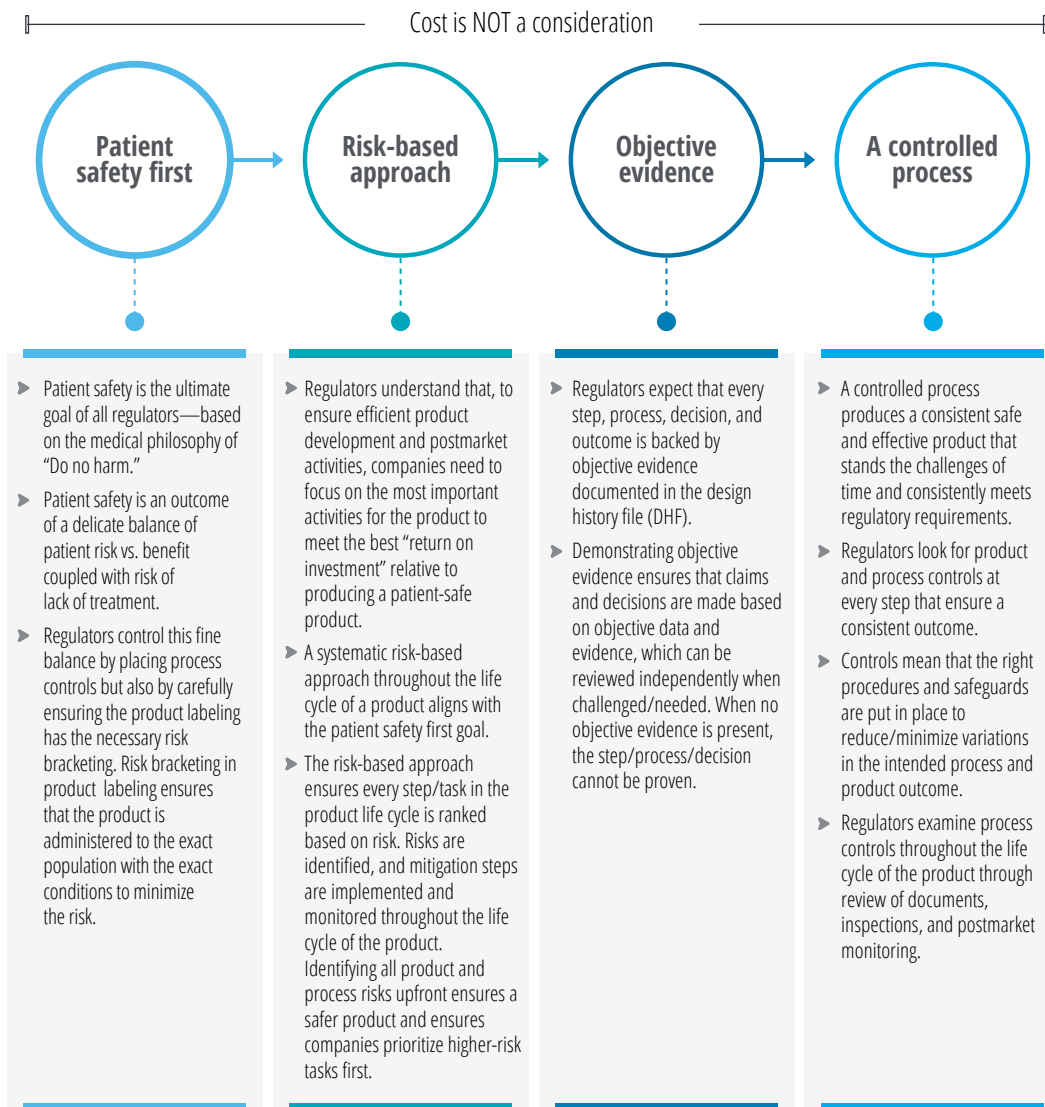 Cost is NOT a consideration
Patient
safety first
Risk-based
approach
Objective
evidence
A controlled
process
Patient safety is the ultimate
goal of all regulators—based
on the medical philosophy of
“Do no harm.”
Patient safety is an outcome
of a delicate balance of
patient risk vs. benefit
coupled with risk of
lack of treatment.
Regulators control this fine
balance by placing process
controls but also by carefully
ensuring the product labeling
has the necessary risk
bracketing. Risk bracketing in
product labeling ensures
that the product is
administered to the exact
population with the exact
conditions to minimize
the risk.
Regulators understand that, to
ensure efficient product
development and postmarket
activities, companies need to
focus on the most important
activities for the product to
meet the best “return on
investment” relative to
producing a patient-safe
product.
A systematic risk-based
approach throughout the life
cycle of a product aligns with
the patient safety first goal.
The risk-based approach
ensures every step/task in the
product life cycle is ranked
based on risk. Risks are
identified, and mitigation steps
are implemented and
monitored throughout the life
cycle of the product.
Identifying all product and
process risks upfront ensures a
safer product and ensures
companies prioritize higher-risk
tasks first.
Regulators expect that every
step, process, decision, and
outcome is backed by
objective evidence
documented in the design
history file (DHF).
Demonstrating objective
evidence ensures that claims
and decisions are made based
on objective data and
evidence, which can be
reviewed independently when
challenged/needed. When no
objective evidence is present,
the step/process/decision
cannot be proven.
A controlled process
produces a consistent safe
and effective product that
stands the challenges of
time and consistently meets
regulatory requirements.
Regulators look for product
and process controls at
every step that ensure a
consistent outcome.
Controls mean that the right
procedures and safeguards
are put in place to
reduce/minimize variations
in the intended process and
product outcome.
Regulators examine process
controls throughout the life
cycle of the product through
review of documents,
inspections, and postmarket
monitoring.